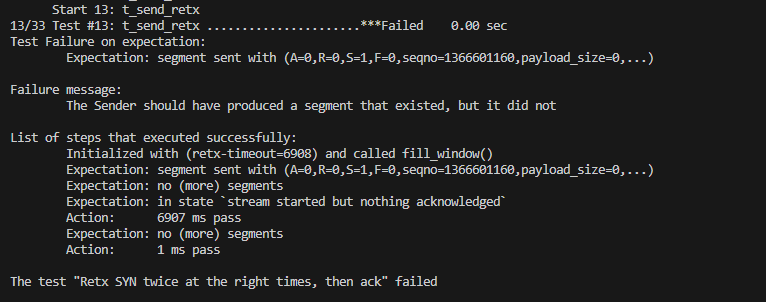 Start 13: t_send_retx
13/33 Test #13: t_send_retx ......................***Failed    0.00 sec
Test Failure on expectation:
        Expectation: segment sent with (A=0,R=0,S=1,F=0,seqno=1366601160,payload_size=0,...)

Failure message:
        The Sender should have produced a segment that existed, but it did not

List of steps that executed successfully:
        Initialized with (retx-timeout=6908) and called fill_window()
        Expectation: segment sent with (A=0,R=0,S=1,F=0,seqno=1366601160,payload_size=0,...)
        Expectation: no (more) segments
        Expectation: in state `stream started but nothing acknowledged`
        Action:      6907 ms pass
        Expectation: no (more) segments
        Action:      1 ms pass

The test "Retx SYN twice at the right times, then ack" failed